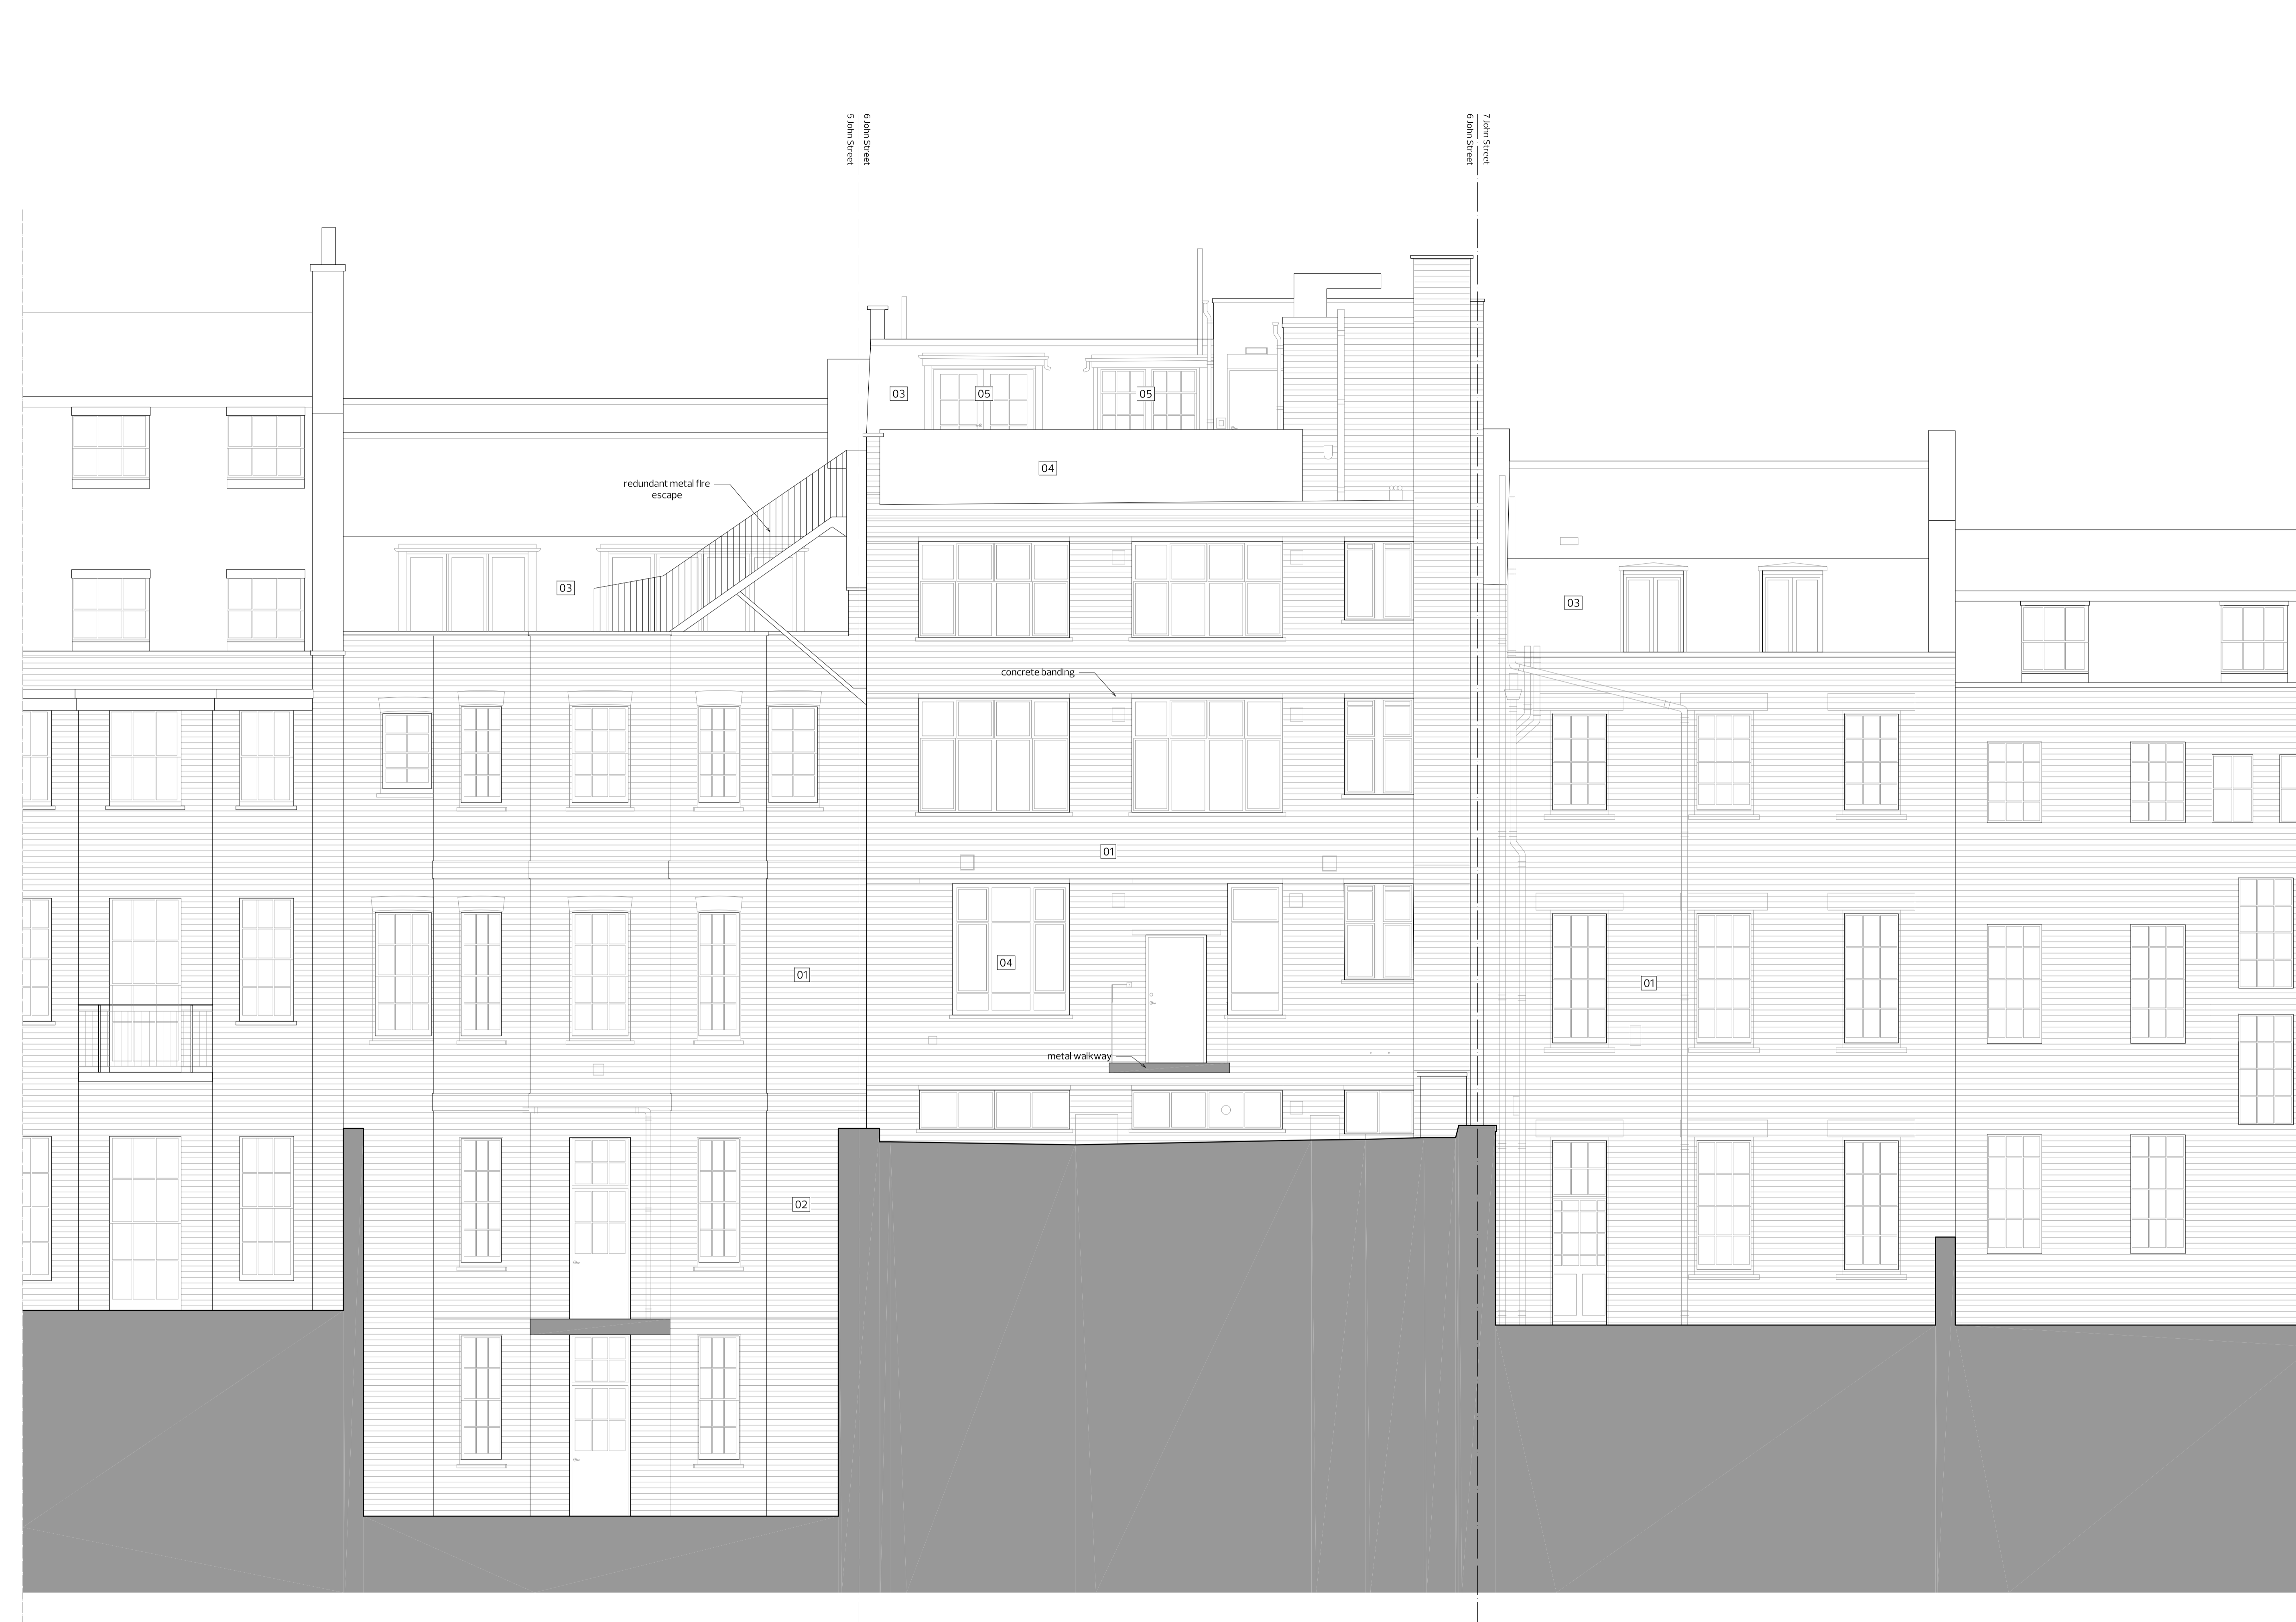 5 John Street
6 John Street
6 John Street
7 John Street
03
05
05
04
redundant metal fire
escape
03
03
concrete banding
01
04
01
01
metal walkway
02